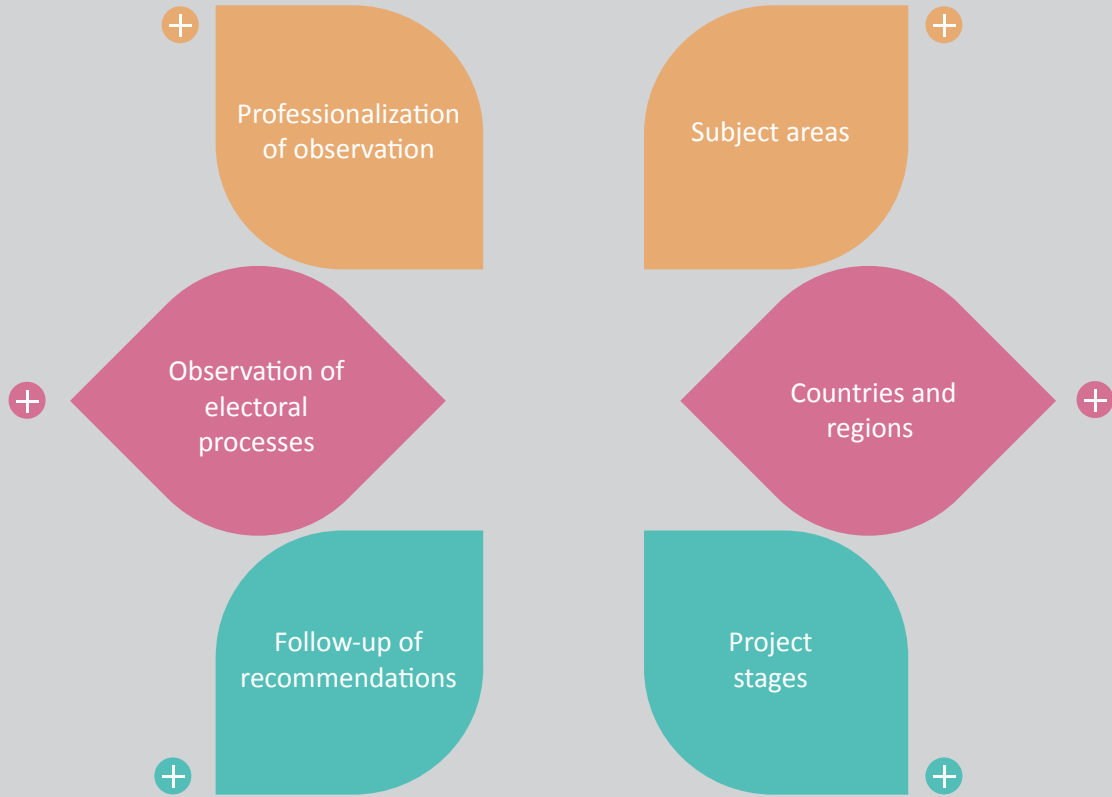 Professionalization
of observation
Subject areas
Observation of
electoral
processes
Countries and
regions
Follow-up of
recommendations
Project
stages